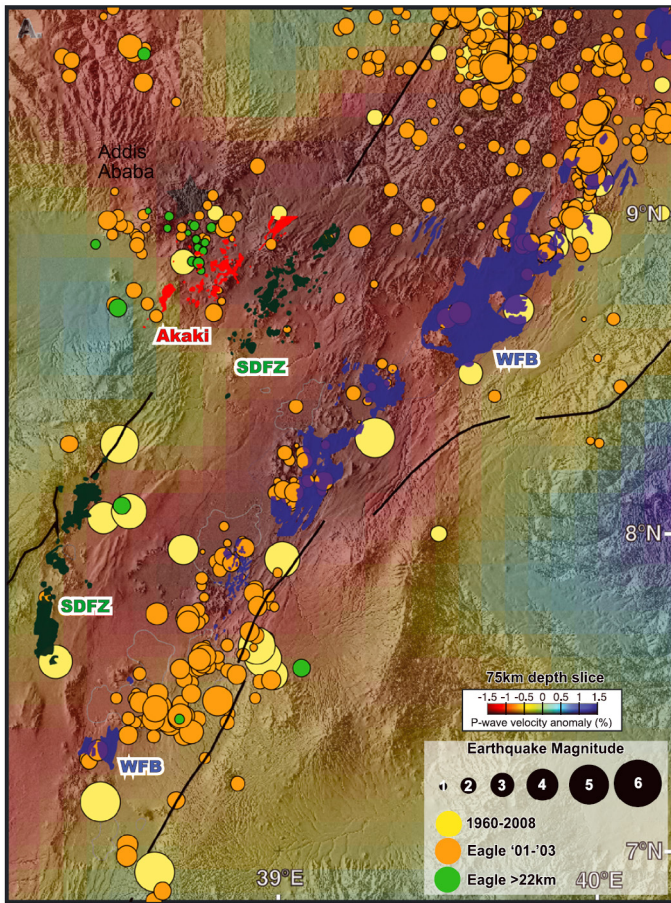 A.
Addis
Ababa
9°N
Akaki
SDFZ
WFB
8°N
SDFZ
75km depth slice
-1.5 -1 -0.5 0 0.5 1 1.5
P-wave velocity anomaly (%)
WFB
Earthquake Magnitude
1 2 3 4 5 6
1960-2008
Eagle ‘01-’03
7°N
Eagle >22km
39°E
40°E